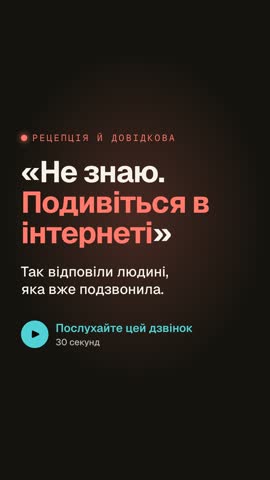 РЕЦЕПЦІЯ Й ДОВІДКОВА
«Не знаю.
Подивіться в
інтернеті»
Так відповіли людині,
яка вже подзвонила.
Послухайте цей дзвінок
30 секунд